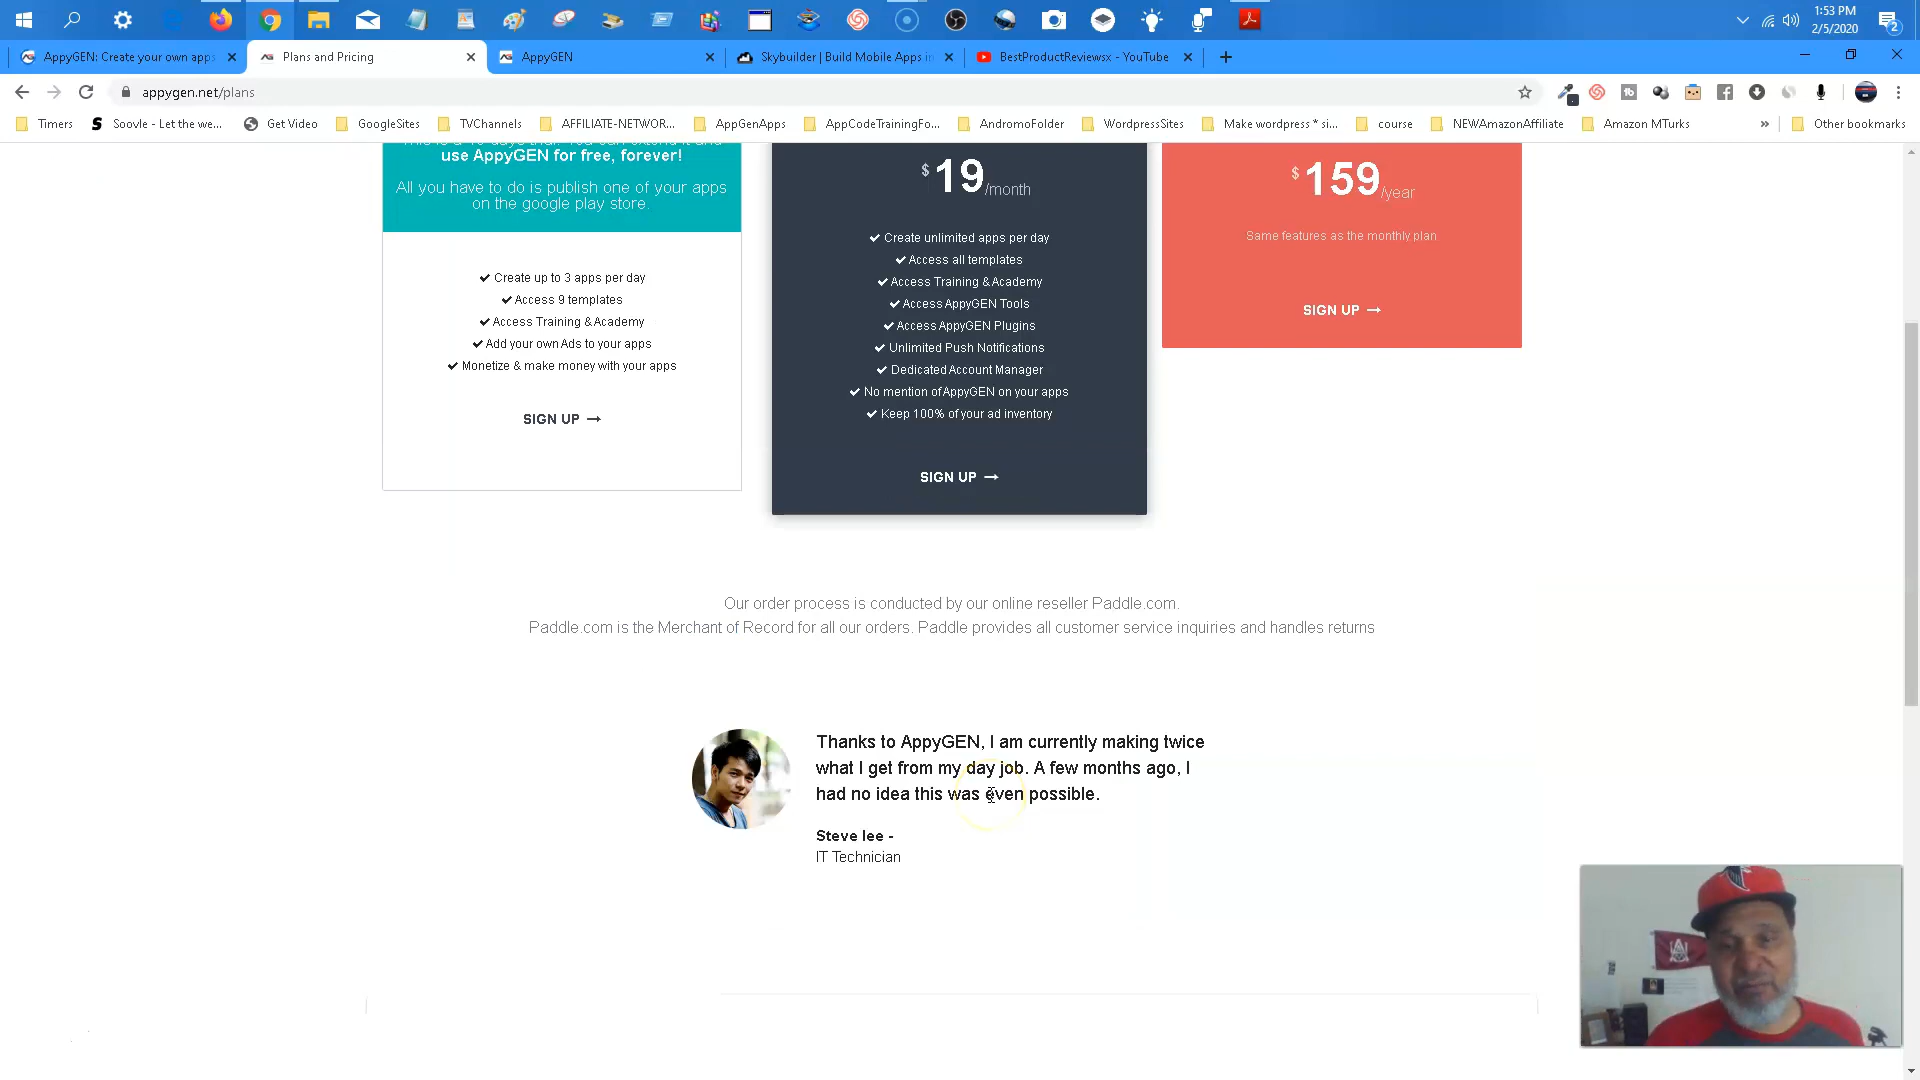 1:53 PM
2/5/2020
2
AppyGEN: Create your own apps
Plans and Pricing
AppyGEN
Skybuilder | Build Mobile Apps in
BestProductReviewsx - YouTube
appygen.net/plans
Timers
Soovle - Let the we...
Get Video
GoogleSites
TVChannels
AFFILIATE-NETWOR...
AppGenApps
AppCodeTrainingFo...
AndromoFolder
WordpressSites
Make wordpress * si...
course
NEWAmazonAffiliate
Amazon MTurks
Other bookmarks
use AppyGEN for free, forever!
All you have to do is publish one of your apps
on the google play store.
Create up to 3 apps per day
Access 9 templates
Access Training & Academy
Add your own Ads to your apps
Monetize & make money with your apps
SIGN UP
$19/month
Create unlimited apps per day
Access all templates
Access Training & Academy
Access AppyGEN Tools
Access AppyGEN Plugins
Unlimited Push Notifications
Dedicated Account Manager
No mention of AppyGEN on your apps
Keep 100% of your ad inventory
SIGN UP
$159/year
Same features as the monthly plan
SIGN UP
Our order process is conducted by our online reseller Paddle.com.
Paddle.com is the Merchant of Record for all our orders. Paddle provides all customer service inquiries and handles returns
Thanks to AppyGEN, I am currently making twice
what I get from my day job. A few months ago, I
had no idea this was even possible.
Steve lee -
IT Technician